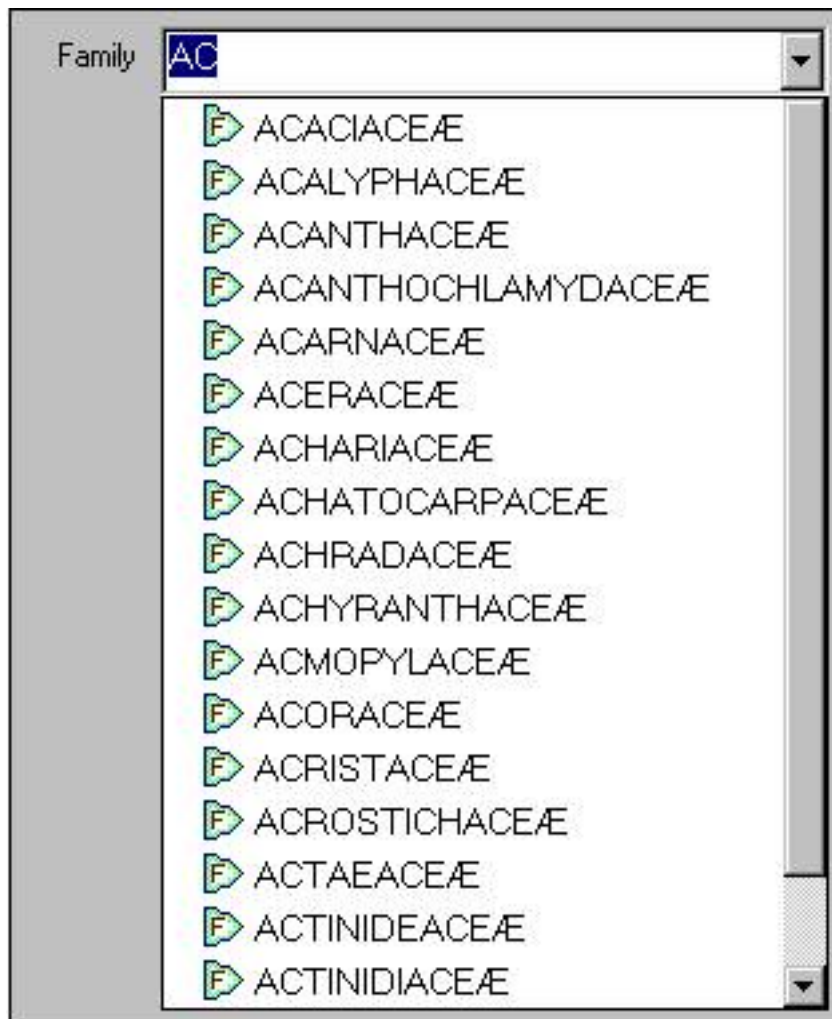 Family AC
F ACACIACEÆ
F ACALYPHACEÆ
F ACANTHACEÆ
F ACANTHOCHLAMYDACEÆ
F ACARNACEÆ
F ACERACEÆ
F ACHARIACEÆ
F ACHATOCARPACEÆ
F ACHRADACEÆ
F ACHYRANTHACEÆ
F ACMOPYLACEÆ
F ACORACEÆ
F ACRISTACEÆ
F ACROSTICHACEÆ
F ACTAEACEÆ
F ACTINIDEACEÆ
F ACTINIDIACEÆ